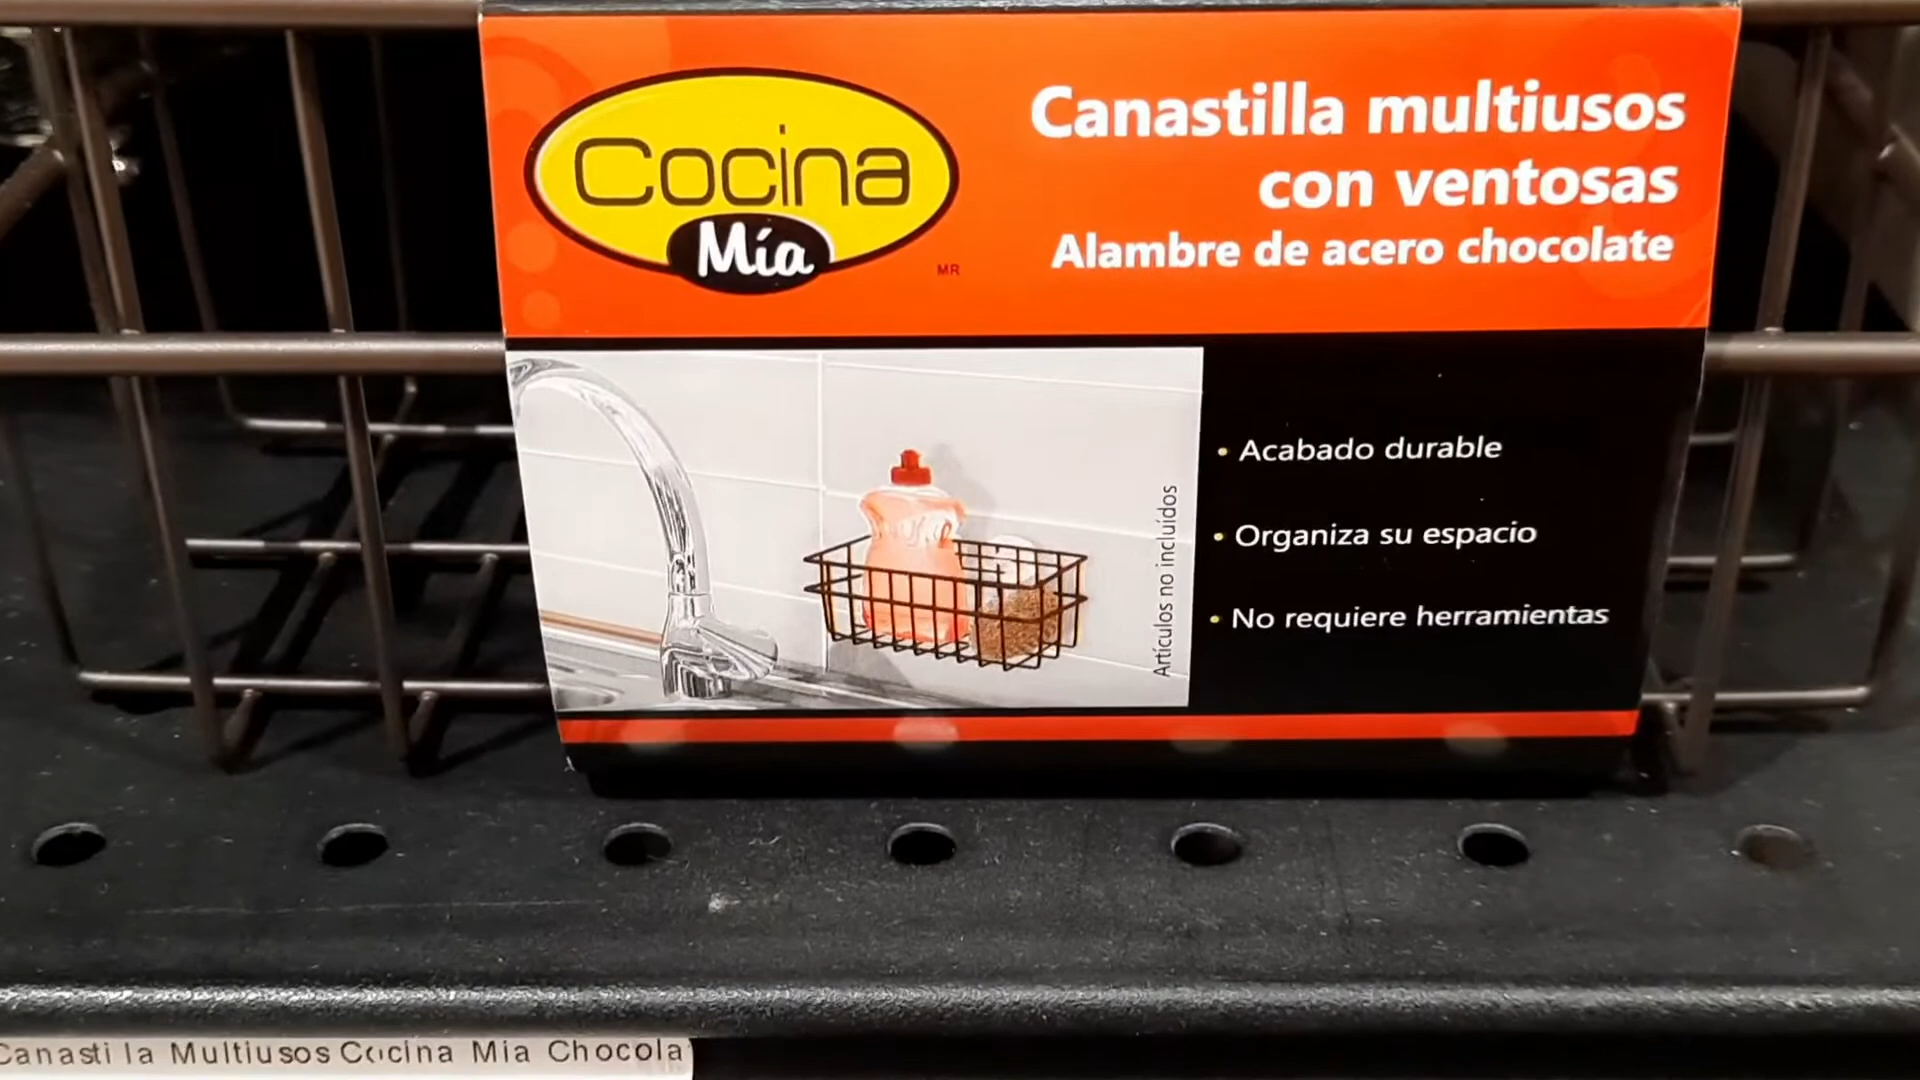 Cocina
Mía
MR
Canastilla multiusos
con ventosas
Alambre de acero chocolate
Artículos no incluídos
• Acabado durable
• Organiza su espacio
• No requiere herramientas
Canasti la Multiusos Cocina Mia Chocola